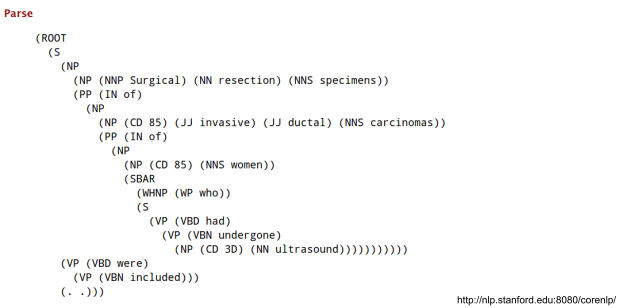 Parse
(ROOT
(S
(NP
(NP (NNP Surgical) (NN resection) (NNS specimens))
(PP (IN of)
(NP
(NP (CD 85) (JJ invasive) (JJ ductal) (NNS carcinomas))
(PP (IN of)
(NP
(NP (CD 85) (NNS women))
(SBAR
(WHNP (WP who))
(S
(VP (VBD had)
(VP (VBN undergone)
(NP (CD 3D) (NN ultrasound)))))))))))
(VP (VBD were)
(VP (VBN included)))
(. .)))
http://nlp.stanford.edu:8080/corenlp/